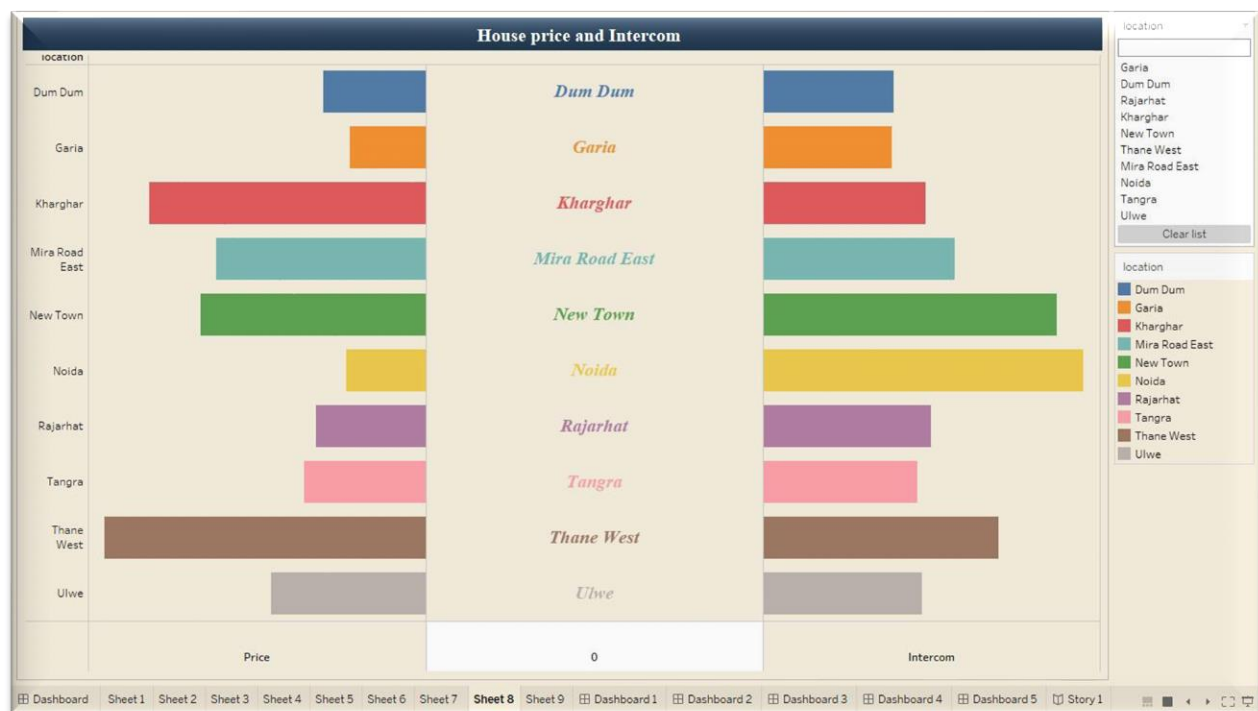 House price and Intercom
location
Dum Dum
Dum Dum
Garia
Garia
Kharghar
Kharghar
Mira Road
East
Mira Road East
New Town
New Town
Noida
Noida
Rajarhat
Rajarhat
Tangra
Tangra
Thane
West
Thane West
Ulwe
Ulwe
Price
0
Intercom
location
Garia
Dum Dum
Rajarhat
Kharghar
New Town
Thane West
Mira Road East
Noida
Tangra
Ulwe
Clear list
location
Dum Dum
Garia
Kharghar
Mira Road East
New Town
Noida
Rajarhat
Tangra
Thane West
Ulwe
Dashboard Sheet 1 Sheet 2 Sheet 3 Sheet 4 Sheet 5 Sheet 6 Sheet 7 Sheet 8 Sheet 9 Dashboard 1 Dashboard 2 Dashboard 3 Dashboard 4 Dashboard 5 Story 1